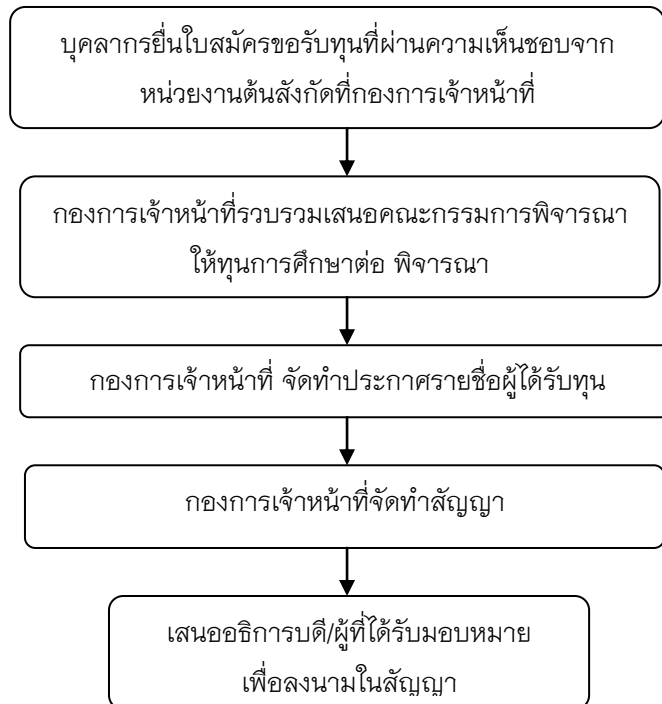 บุคลากรยื่นใบสมัครขอรับทุนที่ผ่านความเห็นชอบจาก
หน่วยงานต้นสังกัดที่กองการเจ้าหน้าที่
กองการเจ้าหน้าที่รวบรวมเสนอคณะกรรมการพิจารณา
ให้ทุนการศึกษาต่อ พิจารณา
กองการเจ้าหน้าที่ จัดทำประกาศรายชื่อผู้ได้รับทุน
กองการเจ้าหน้าที่จัดทำสัญญา
เสนออธิการบดี/ผู้ที่ได้รับมอบหมาย
เพื่อลงนามในสัญญา